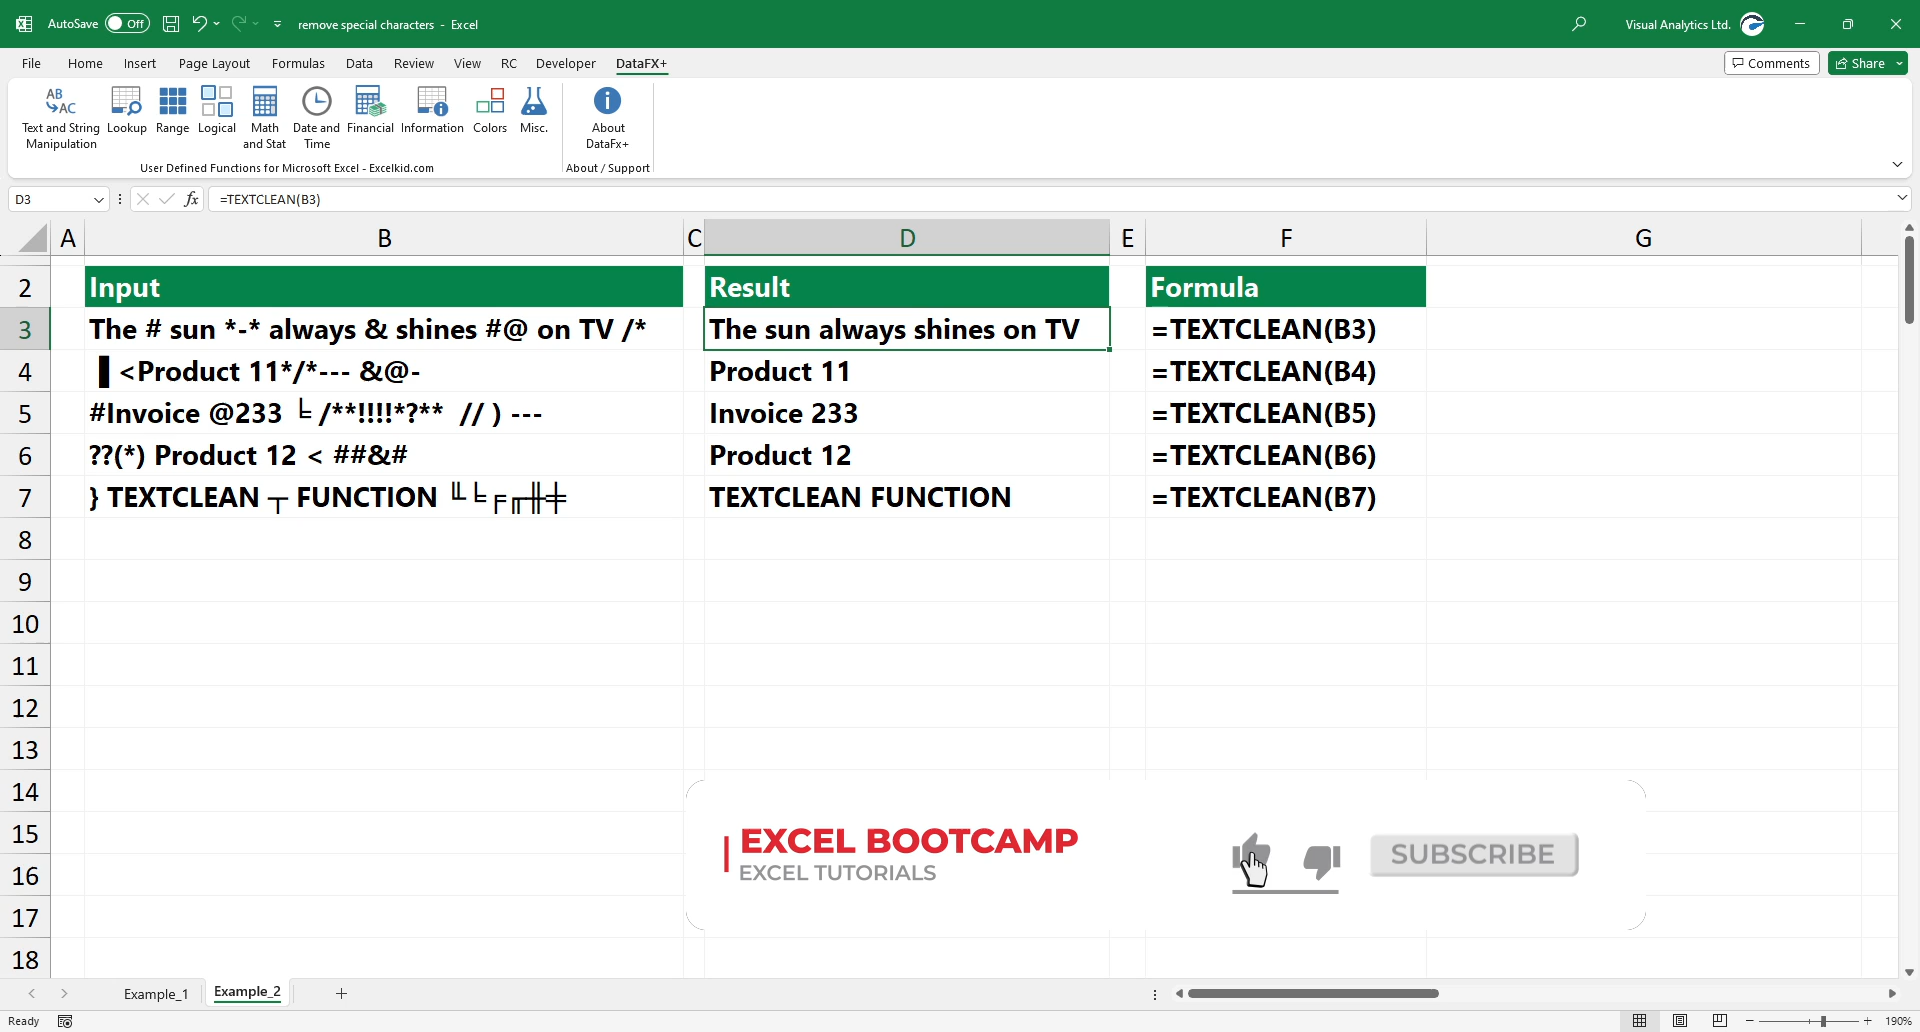 AutoSave Off remove special characters - Excel Visual Analytics Ltd.
File Home Insert Page Layout Formulas Data Review View RC Developer DataFX+ Comments Share
AB
AC
Text and String Manipulation
Lookup
Range
Logical
Math and Stat
Date and Time
Financial
Information
Colors
Misc.
User Defined Functions for Microsoft Excel - Excelkid.com
About DataFx+
About / Support
D3 fx =TEXTCLEAN(B3)
A B C D E F G
2 Input Result Formula
3 The # sun *-* always & shines #@ on TV /* The sun always shines on TV =TEXTCLEAN(B3)
4 ▐ <Product 11*/*--- &@- Product 11 =TEXTCLEAN(B4)
5 #Invoice @233 ╘ /**!!!!*?** // ) --- Invoice 233 =TEXTCLEAN(B5)
6 ??(*) Product 12 < ##&# Product 12 =TEXTCLEAN(B6)
7 } TEXTCLEAN ┬ FUNCTION ╙╘╒╓╫╪ TEXTCLEAN FUNCTION =TEXTCLEAN(B7)
8
9
10
11
12
13
14
15
16
17
18
EXCEL BOOTCAMP
EXCEL TUTORIALS
SUBSCRIBE
Example_1 Example_2
Ready 190%